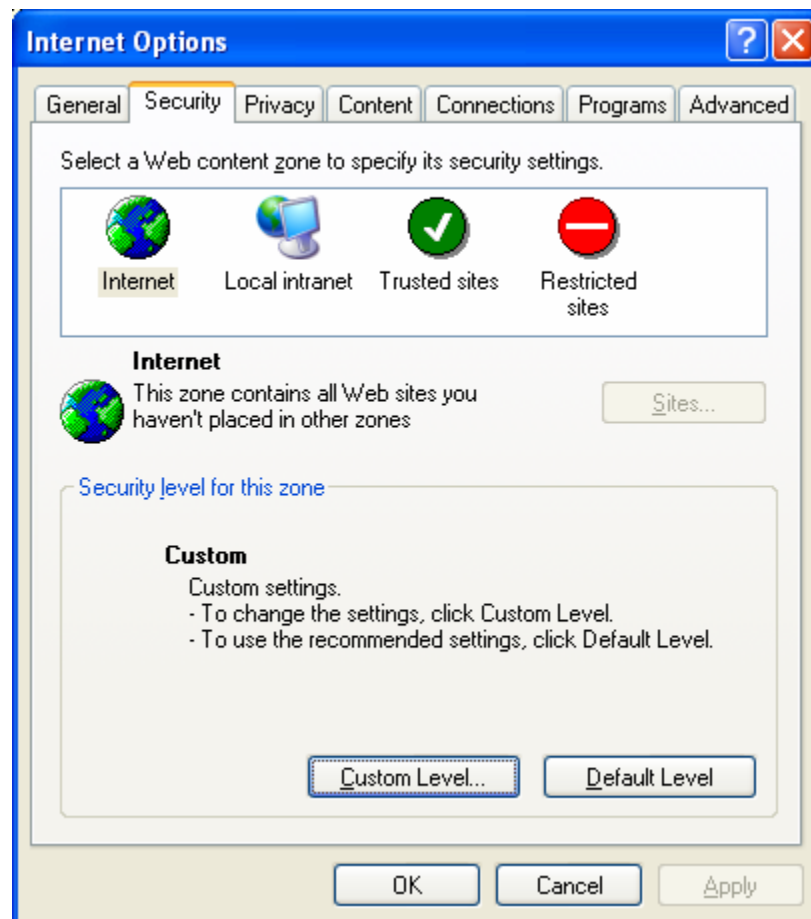 Internet Options
General Security Privacy Content Connections Programs Advanced
Select a Web content zone to specify its security settings.
Internet Local intranet Trusted sites Restricted
sites
Internet
This zone contains all Web sites you
haven't placed in other zones
Sites...
Security level for this zone
Custom
Custom settings.
- To change the settings, click Custom Level.
- To use the recommended settings, click Default Level.
Custom Level... Default Level
OK Cancel Apply